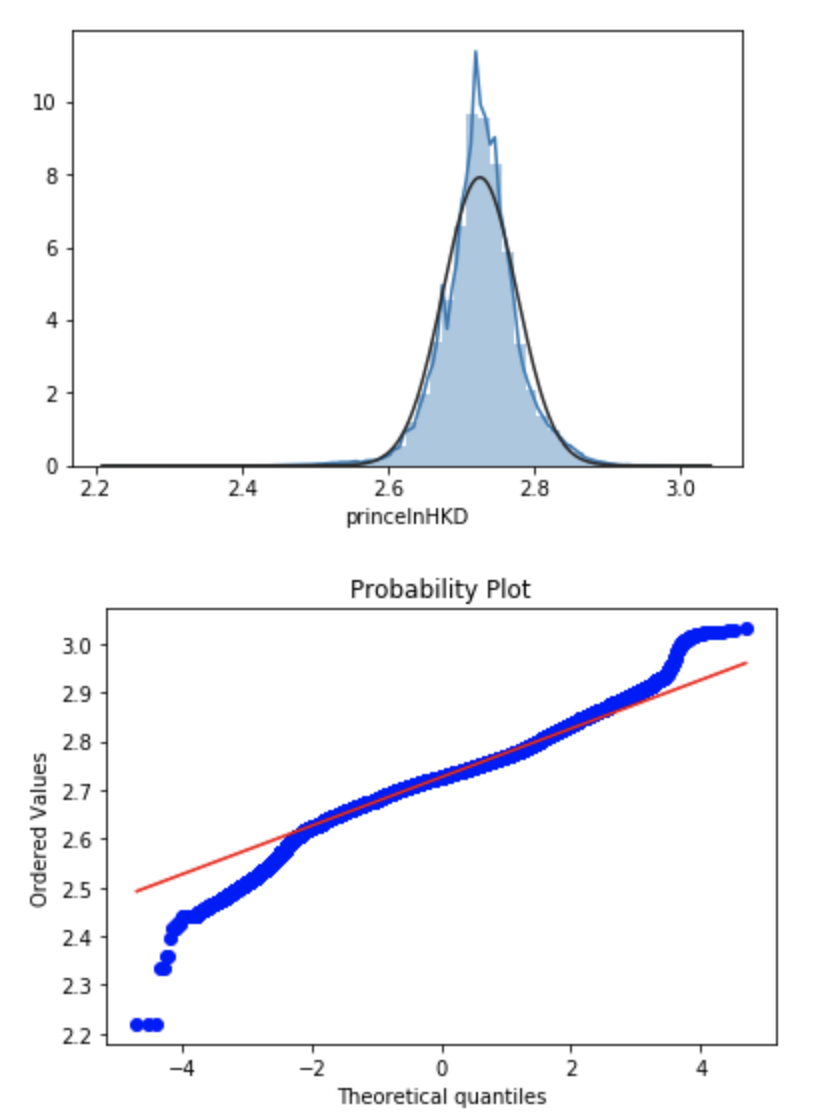 10
8
6
4
2
0
2.2 2.4 2.6 2.8 3.0
princeInHKD
Probability Plot
3.0
2.9
2.8
2.7
2.6
2.5
2.4
2.3
2.2
Ordered Values
−4 −2 0 2 4
Theoretical quantiles